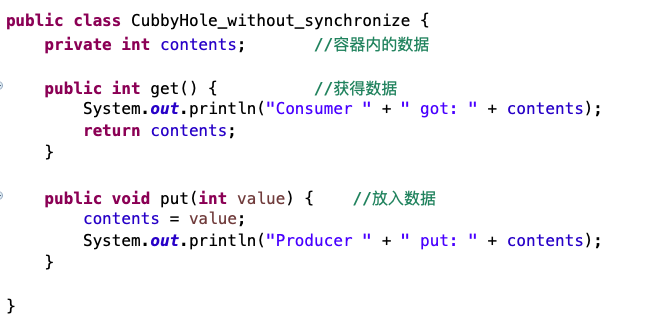 public class CubbyHole_without_synchronize {
    private int contents;       //容器内的数据

    public int get() {          //获得数据
        System.out.println("Consumer " + " got: " + contents);
        return contents;
    }

    public void put(int value) {    //放入数据
        contents = value;
        System.out.println("Producer " + " put: " + contents);
    }

}